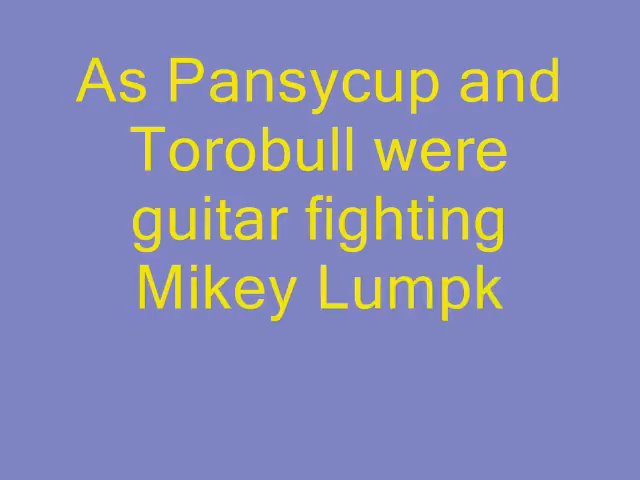 As Pansycup and
Torobull were
guitar fighting
Mikey Lumpk